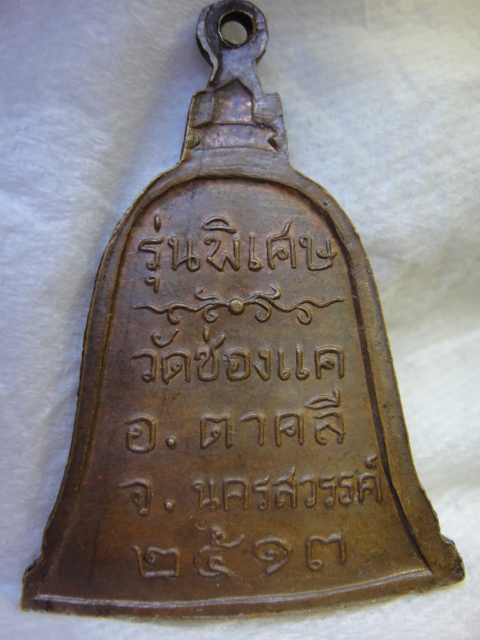 รุ่นพิเศษ
วัดช่องแค
อ. ตาคลี
จ. นครสวรรค์
๒๕๑๓